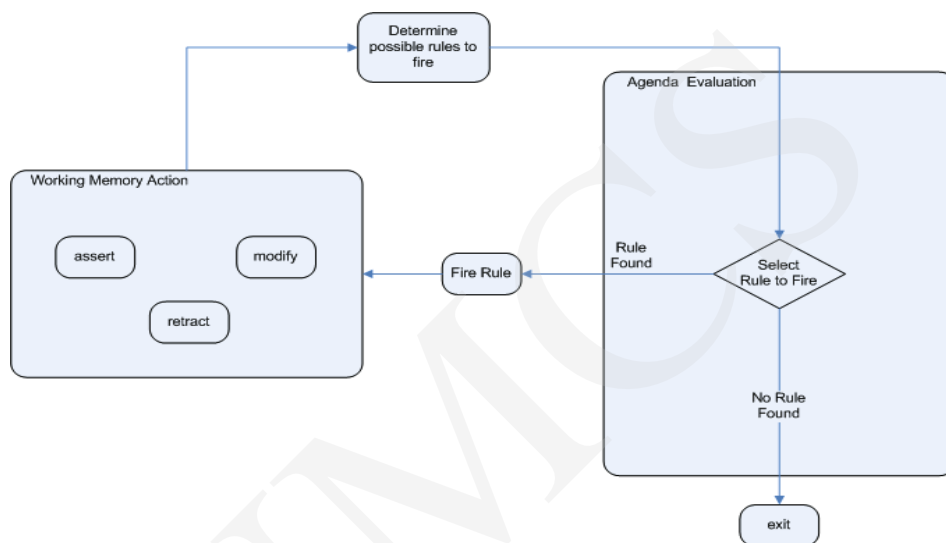 Determine
possible rules to
fire
Agenda Evaluation
Working Memory Action
assert
modify
retract
Fire Rule
Rule
Found
Select
Rule to Fire
No Rule
Found
exit